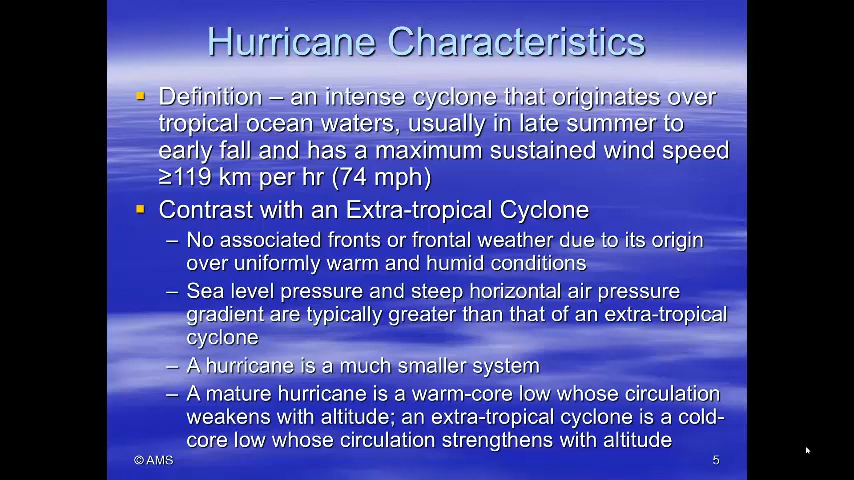 Hurricane Characteristics
Definition – an intense cyclone that originates over
tropical ocean waters, usually in late summer to
early fall and has a maximum sustained wind speed
≥119 km per hr (74 mph)
Contrast with an Extra-tropical Cyclone
– No associated fronts or frontal weather due to its origin
over uniformly warm and humid conditions
– Sea level pressure and steep horizontal air pressure
gradient are typically greater than that of an extra-tropical
cyclone
– A hurricane is a much smaller system
– A mature hurricane is a warm-core low whose circulation
weakens with altitude; an extra-tropical cyclone is a cold-
core low whose circulation strengthens with altitude
© AMS
5